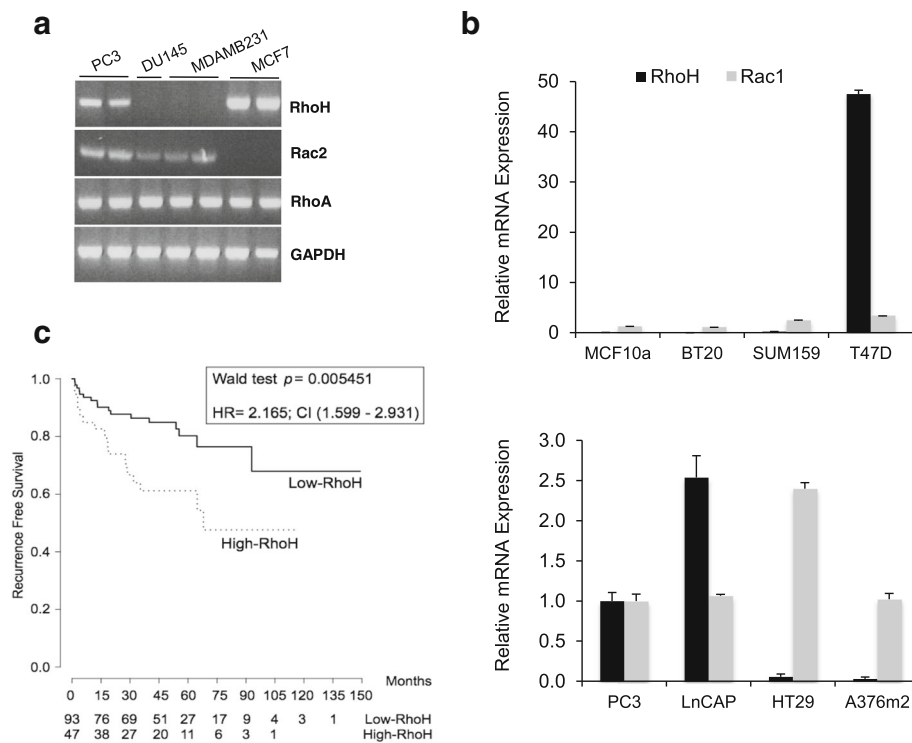 a
PC3 DU145 MDAMB231 MCF7
RhoH
Rac2
RhoA
GAPDH
b
RhoH Rac1
Relative mRNA Expression
50
40
30
20
10
0
MCF10a BT20 SUM159 T47D
Relative mRNA Expression
3.0
2.5
2.0
1.5
1.0
0.5
0.0
PC3 LnCAP HT29 A376m2
c
Wald test p = 0.005451
HR= 2.165; CI (1.599 - 2.931)
Recurrence Free Survival
1.0
0.8
0.6
0.4
0.2
0.0
Low-RhoH
High-RhoH
Months
0 15 30 45 60 75 90 105 120 135 150
93 76 69 51 27 17 9 4 3 1 Low-RhoH
47 38 27 20 11 6 3 1 High-RhoH